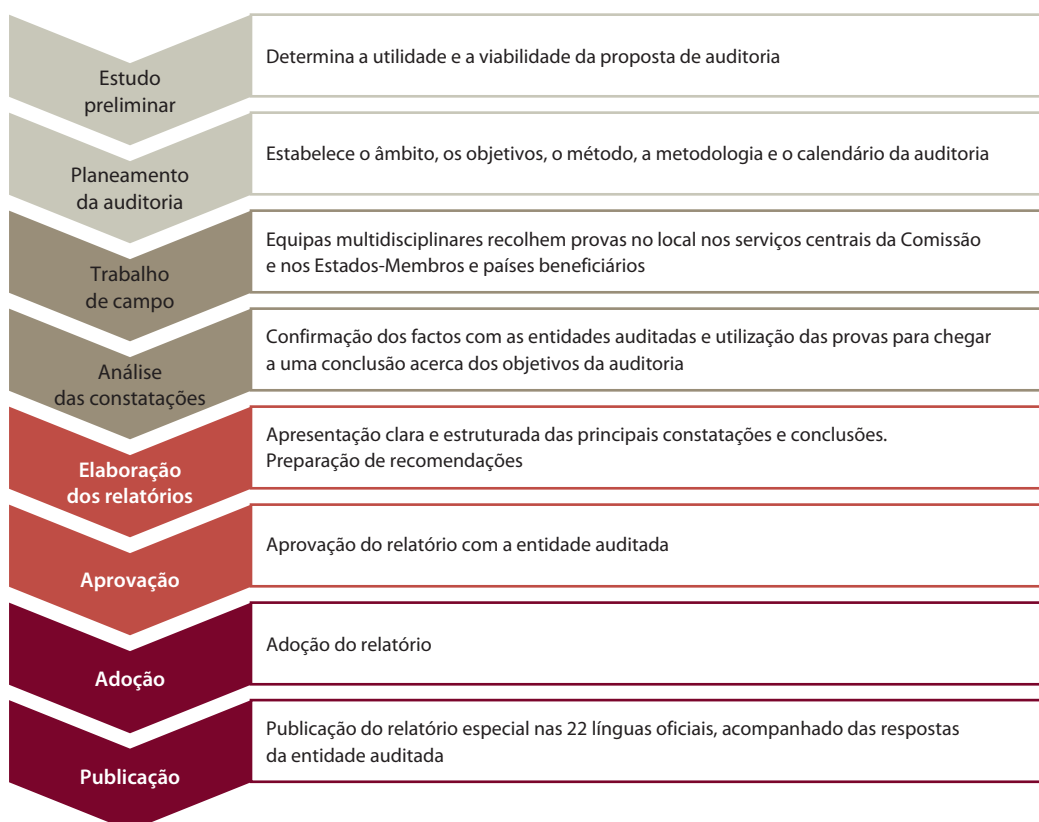 Estudo
preliminar
Determina a utilidade e a viabilidade da proposta de auditoria
Planeamento
da auditoria
Estabelece o âmbito, os objetivos, o método, a metodologia e o calendário da auditoria
Trabalho
de campo
Equipas multidisciplinares recolhem provas no local nos serviços centrais da Comissão
e nos Estados-Membros e países beneficiários
Análise
das constatações
Confirmação dos factos com as entidades auditadas e utilização das provas para chegar
a uma conclusão acerca dos objetivos da auditoria
Elaboração
dos relatórios
Apresentação clara e estruturada das principais constatações e conclusões.
Preparação de recomendações
Aprovação
Aprovação do relatório com a entidade auditada
Adoção
Adoção do relatório
Publicação
Publicação do relatório especial nas 22 línguas oficiais, acompanhado das respostas
da entidade auditada